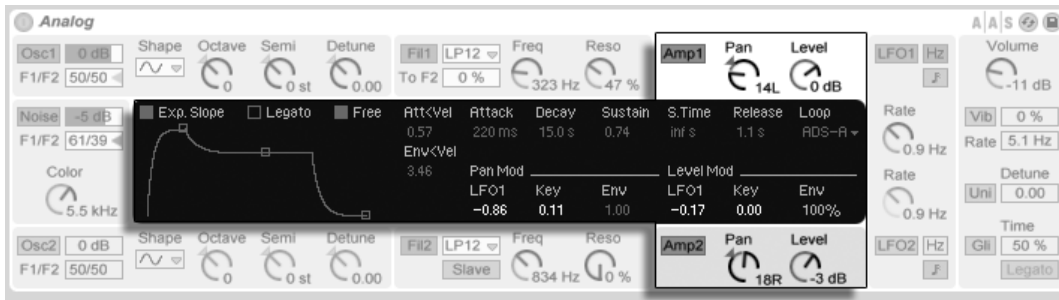 Analog
A|A|S
Osc1 0 dB
F1/F2 50/50
Shape Octave Semi Detune
0 0 st 0.00
Fil1 LP12 Freq Reso
To F2 0 % 323 Hz 47 %
Amp1 Pan Level
14L 0 dB
LFO1 Hz
Volume
-11 dB
Noise -5 dB
F1/F2 61/39
Color
5.5 kHz
Exp. Slope Legato Free
Att<Vel Attack Decay Sustain S.Time Release Loop
0.57 220 ms 15.0 s 0.74 inf s 1.1 s ADS-A
Env<Vel
3.46
Pan Mod Level Mod
LFO1 Key Env LFO1 Key Env
-0.86 0.11 1.00 -0.17 0.00 100%
Rate
0.9 Hz
Rate
0.9 Hz
Vib 0 %
Rate 5.1 Hz
Detune
Uni 0.00
Time
Gli 50 %
Legato
Osc2 0 dB
F1/F2 50/50
Shape Octave Semi Detune
0 0 st 0.00
Fil2 LP12 Freq Reso
Slave 834 Hz 0 %
Amp2 Pan Level
18R -3 dB
LFO2 Hz